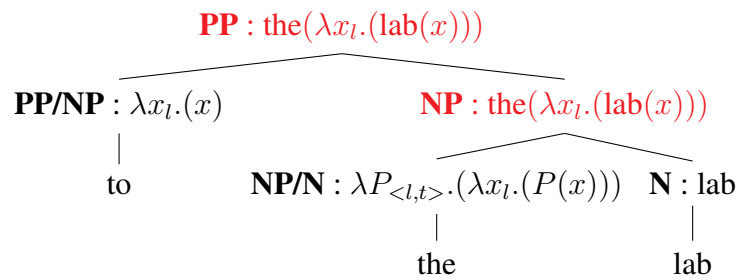 PP : the(λx_l.(lab(x)))
PP/NP : λx_l.(x) NP : the(λx_l.(lab(x)))
to NP/N : λP_{<l,t>}.(λx_l.(P(x))) N : lab
the lab